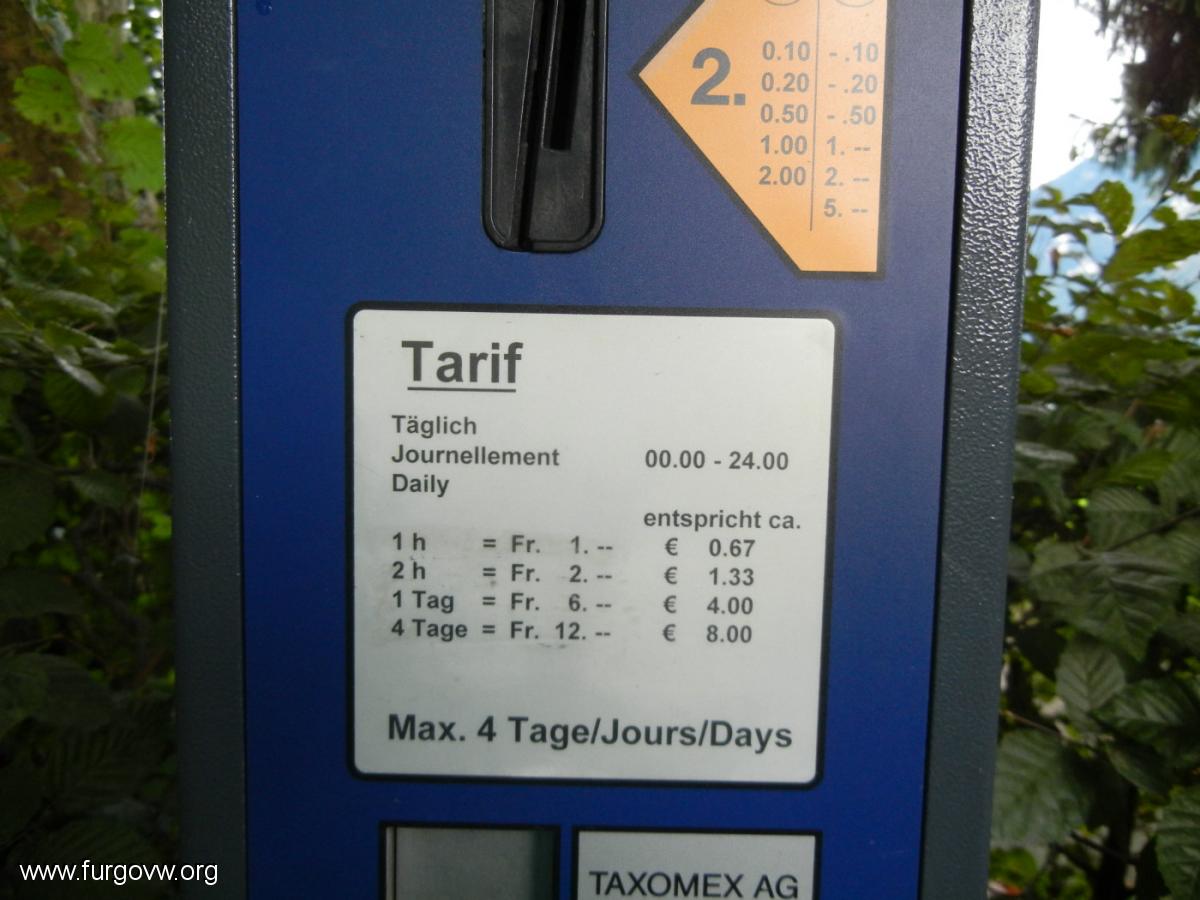 2.
0.10 -.10
0.20 -.20
0.50 -.50
1.00 1. --
2.00 2. --
5. --
Tarif
Täglich
Journellement 00.00 - 24.00
Daily
entspricht ca.
1 h = Fr. 1. -- € 0.67
2 h = Fr. 2. -- € 1.33
1 Tag = Fr. 6. -- € 4.00
4 Tage = Fr. 12. -- € 8.00
Max. 4 Tage/Jours/Days
TAXOMEX AG
www.furgovw.org